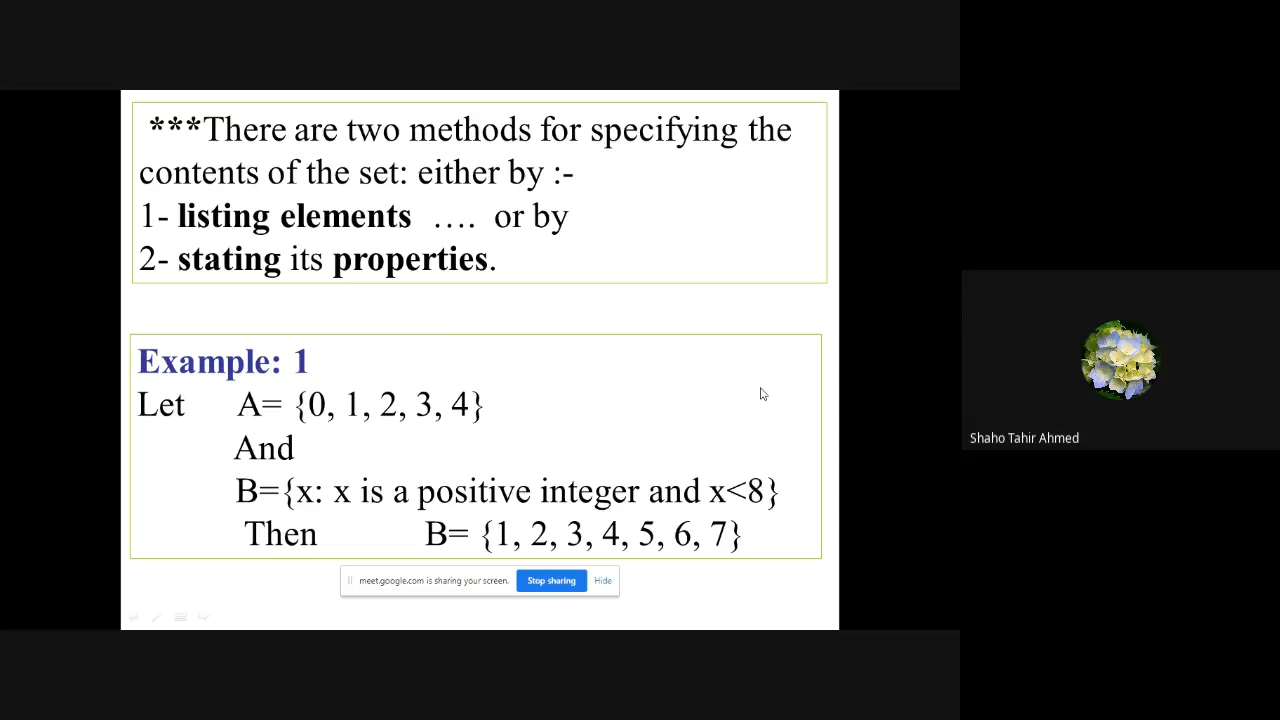 ***There are two methods for specifying the
contents of the set: either by :-
1- listing elements …. or by
2- stating its properties.
Example: 1
Let A= {0, 1, 2, 3, 4}
And
B={x: x is a positive integer and x<8}
Then B= {1, 2, 3, 4, 5, 6, 7}
meet.google.com is sharing your screen. Stop sharing Hide
Shaho Tahir Ahmed